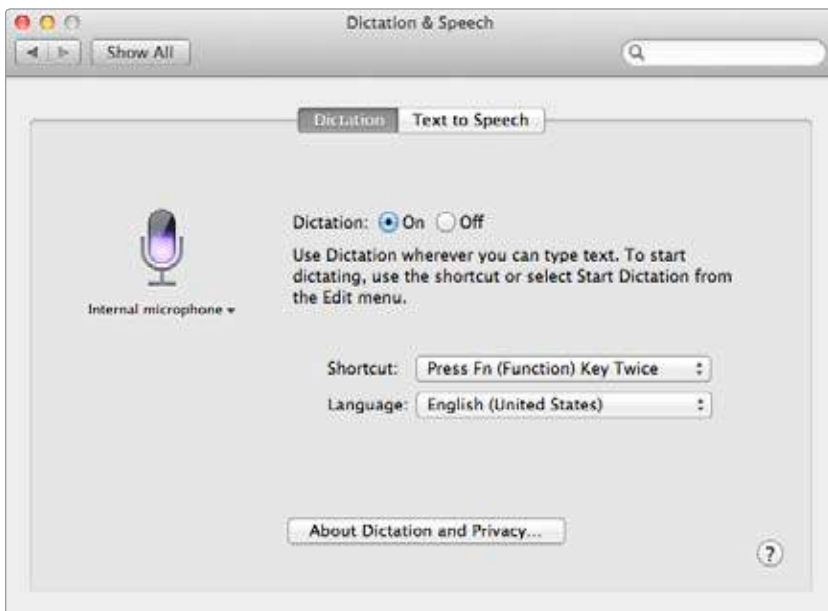 Dictation & Speech
Show All
Dictation Text to Speech
Dictation: On Off
Use Dictation wherever you can type text. To start
dictating, use the shortcut or select Start Dictation from
the Edit menu.
Internal microphone
Shortcut: Press Fn (Function) Key Twice
Language: English (United States)
About Dictation and Privacy...
?